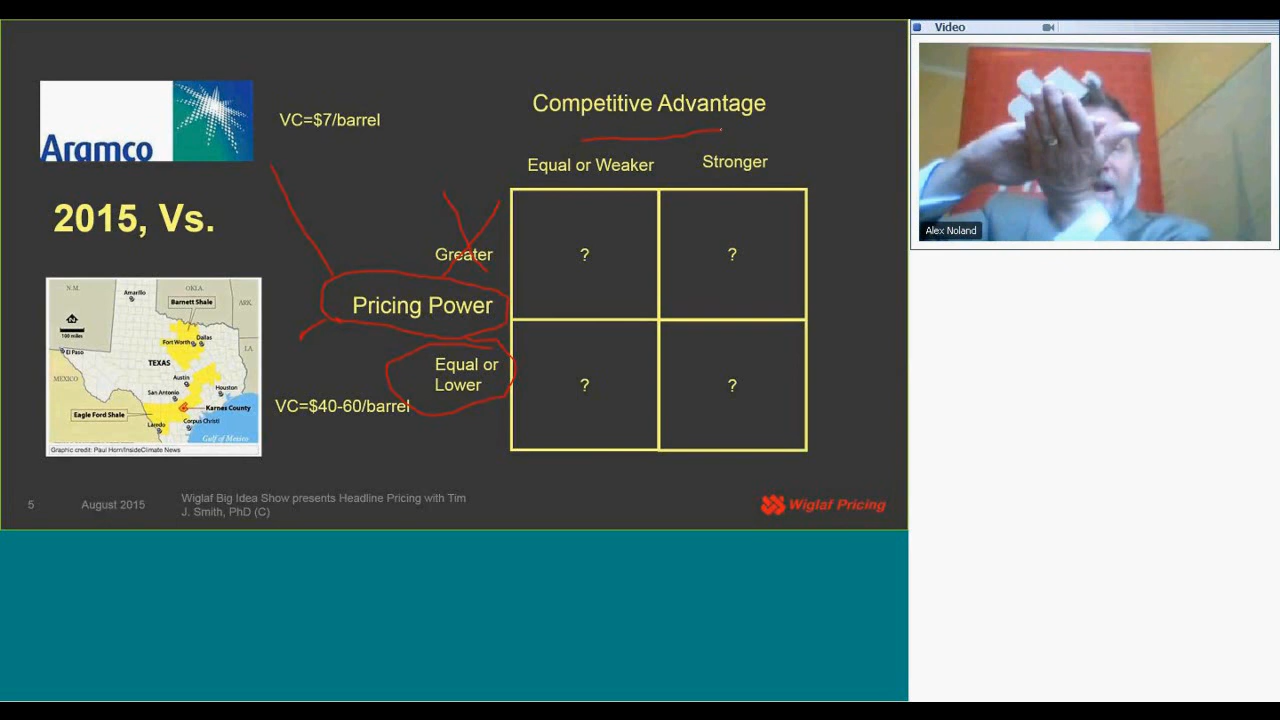 Video
Aramco
VC=$7/barrel
Competitive Advantage
Equal or Weaker
Stronger
2015, Vs.
Greater
?
?
Pricing Power
Equal or
Lower
?
?
VC=$40-60/barrel
N.M.
OKLA.
ARK.
Amarillo
Barnett Shale
N
100 miles
Dallas
Fort Worth
LA
El Paso
TEXAS
MEXICO
Austin
Houston
San Antonio
Eagle Ford Shale
Karnes County
Laredo
Corpus Christi
Gulf of Mexico
Graphic credit: Paul Horn/InsideClimate News
5
August 2015
Wiglaf Big Idea Show presents Headline Pricing with Tim
J. Smith, PhD (C)
Wiglaf Pricing
Alex Noland